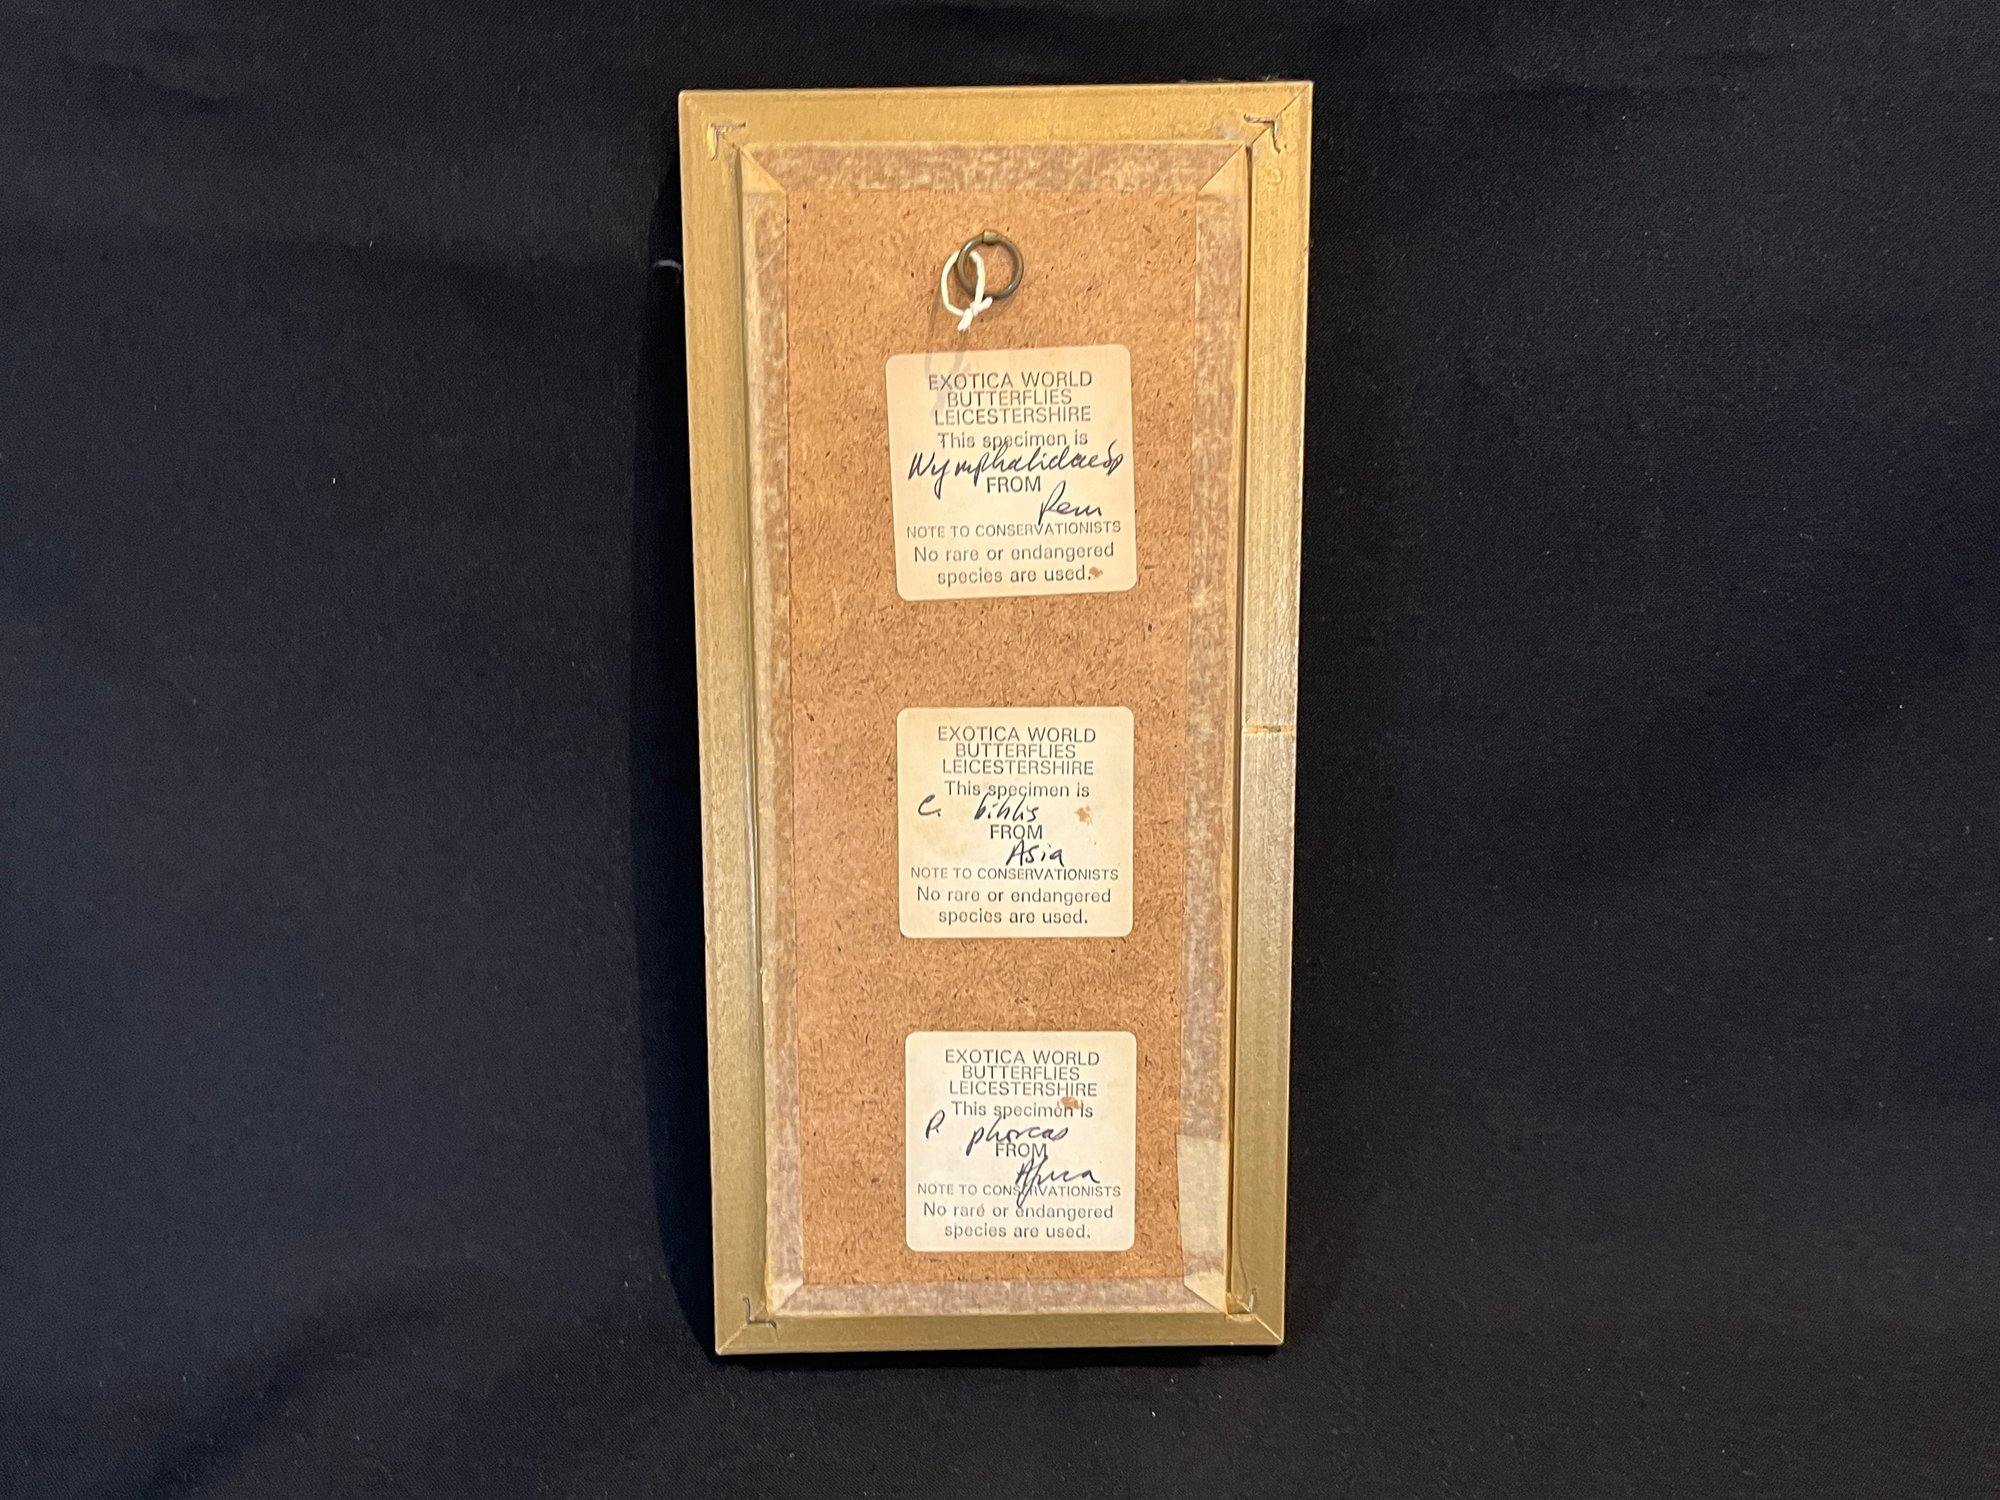 EXOTICA WORLD
BUTTERFLIES
LEICESTERSHIRE
This specimen is
Nymphalidae Sp
FROM
Peru
NOTE TO CONSERVATIONISTS
No rare or endangered
species are used.
EXOTICA WORLD
BUTTERFLIES
LEICESTERSHIRE
This specimen is
C. biblis
FROM
Asia
NOTE TO CONSERVATIONISTS
No rare or endangered
species are used.
EXOTICA WORLD
BUTTERFLIES
LEICESTERSHIRE
This specimen is
P. phorcas
FROM
Africa
NOTE TO CONSERVATIONISTS
No rare or endangered
species are used.